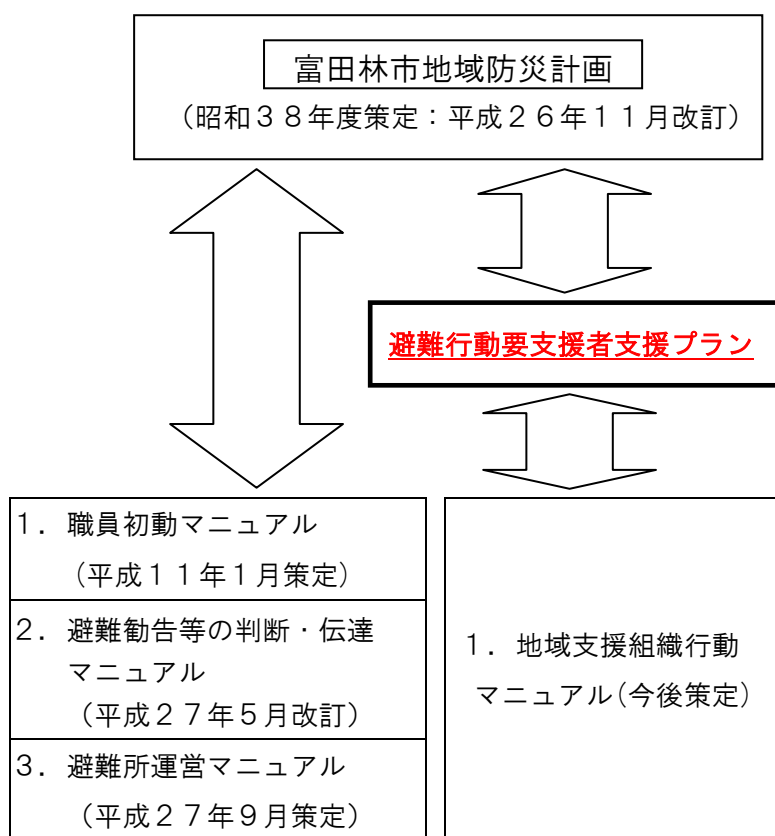 富田林市地域防災計画
（昭和３８年度策定：平成２６年１１月改訂）
避難行動要支援者支援プラン
１．職員初動マニュアル
（平成１１年１月策定）
２．避難勧告等の判断・伝達
マニュアル
（平成２７年５月改訂）
３．避難所運営マニュアル
（平成２７年９月策定）
１．地域支援組織行動
マニュアル（今後策定）